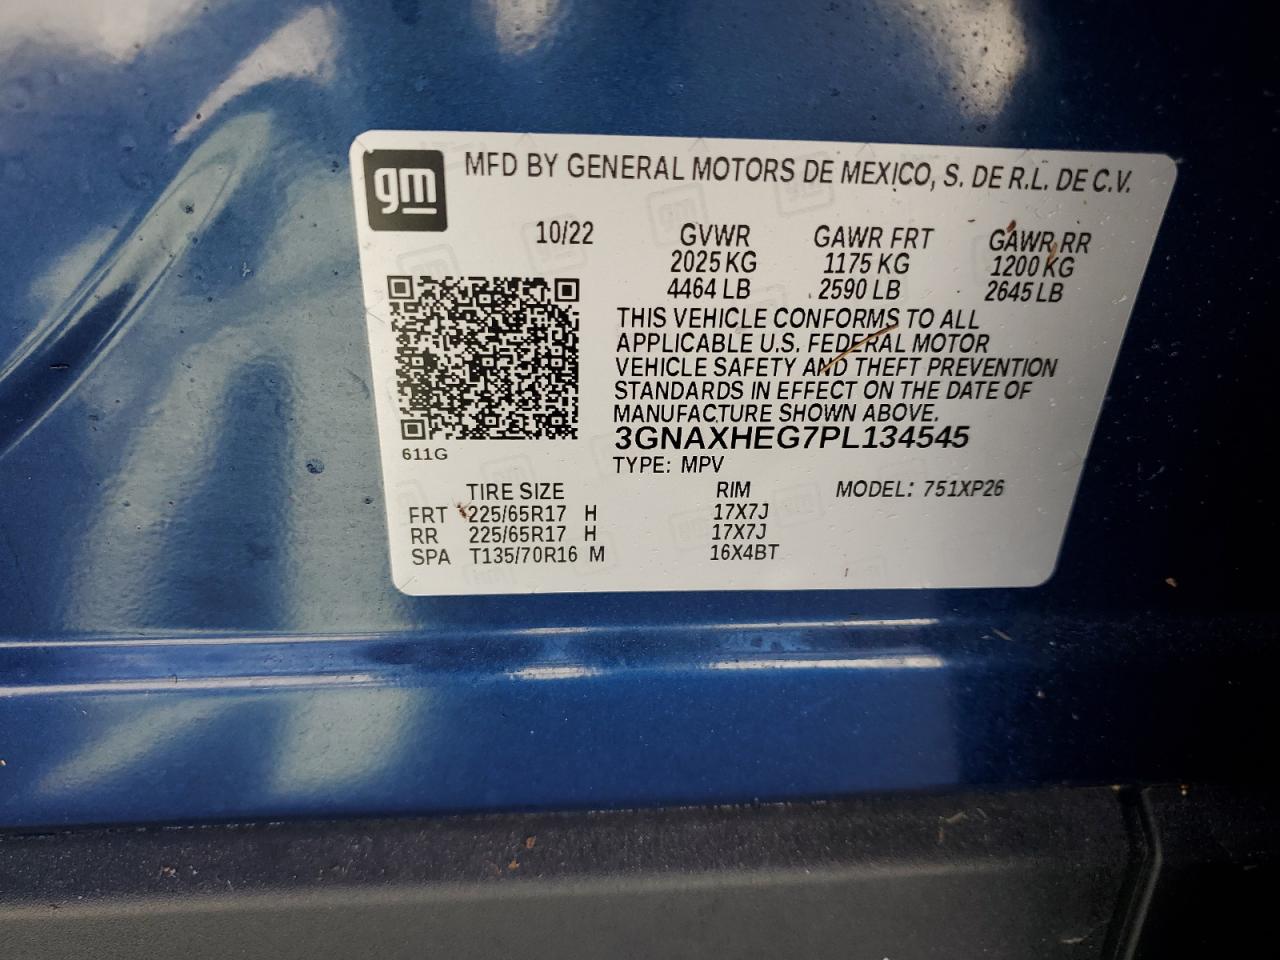 gm
MFD BY GENERAL MOTORS DE MEXICO, S. DE R.L. DE C.V.
10/22 GVWR GAWR FRT GAWR RR
2025 KG 1175 KG 1200 KG
4464 LB 2590 LB 2645 LB
THIS VEHICLE CONFORMS TO ALL
APPLICABLE U.S. FEDERAL MOTOR
VEHICLE SAFETY AND THEFT PREVENTION
STANDARDS IN EFFECT ON THE DATE OF
MANUFACTURE SHOWN ABOVE.
3GNAXHEG7PL134545
611G
TYPE: MPV
TIRE SIZE RIM MODEL: 751XP26
FRT 225/65R17 H 17X7J
RR 225/65R17 H 17X7J
SPA T135/70R16 M 16X4BT